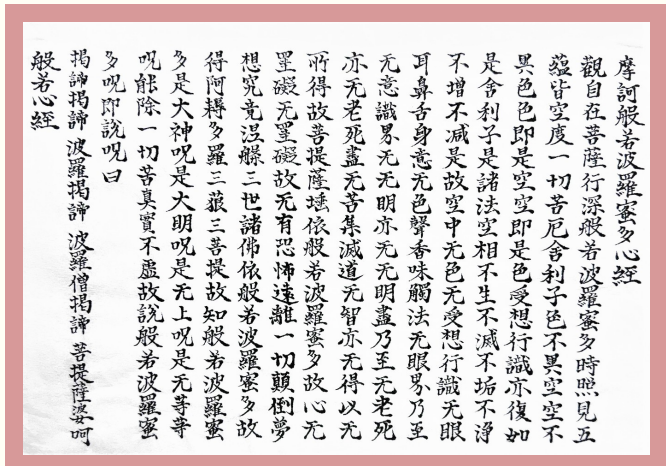 摩訶般若波羅蜜多心經
觀自在菩薩行深般若波羅蜜多時照見五
蘊皆空度一切苦厄舍利子色不異空空不
異色色即是空空即是色受想行識亦復如
是舍利子是諸法空相不生不滅不垢不淨
不增不減是故空中无色无受想行識无眼
耳鼻舌身意无色聲香味觸法无眼界乃至
无意識界无无明亦无无明盡乃至无老死
亦无老死盡无苦集滅道无智亦无得以无
所得故菩提薩埵依般若波羅蜜多故心无
罣礙无罣礙故无有恐怖遠離一切顛倒夢
想究竟涅槃三世諸佛依般若波羅蜜多故
得阿耨多羅三藐三菩提故知般若波羅蜜
多是大神呪是大明呪是无上呪是无等等
呪能除一切苦真實不虛故說般若波羅蜜
多呪即說呪曰
揭諦揭諦 波羅揭諦 波羅僧揭諦 菩提薩婆呵
般若心經